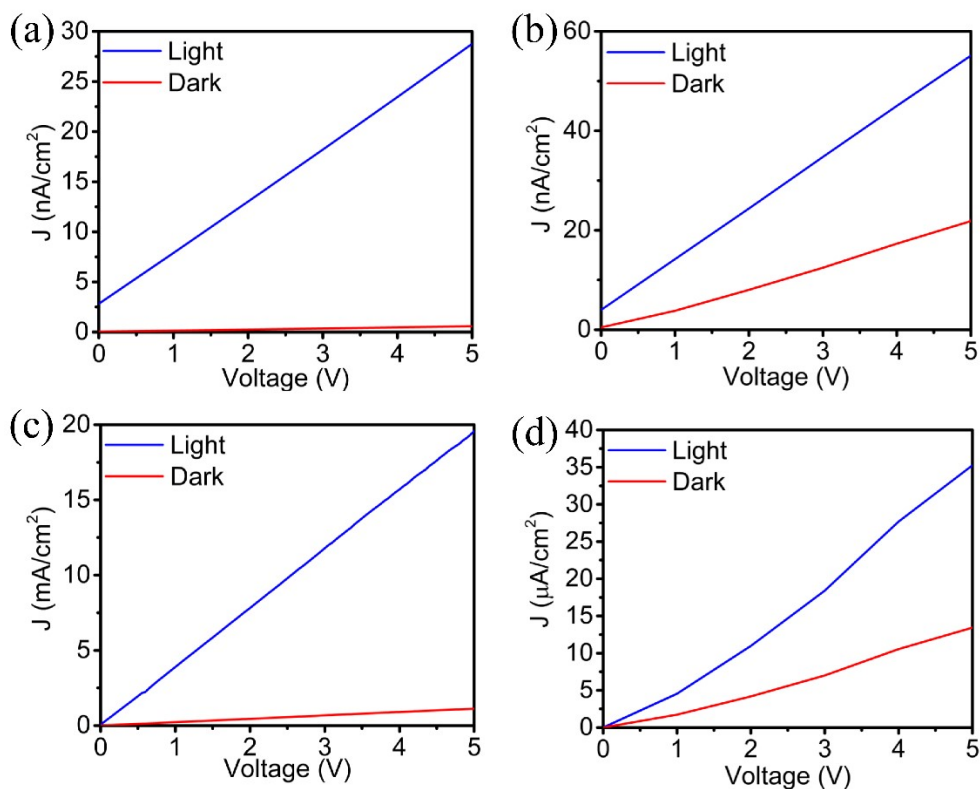 (a)
30
25
20
15
10
5
0
J (nA/cm²)
Light
Dark
0 1 2 3 4 5
Voltage (V)
(b)
60
40
20
0
J (nA/cm²)
Light
Dark
0 1 2 3 4 5
Voltage (V)
(c)
20
15
10
5
0
J (mA/cm²)
Light
Dark
0 1 2 3 4 5
Voltage (V)
(d)
40
35
30
25
20
15
10
5
0
J (μA/cm²)
Light
Dark
0 1 2 3 4 5
Voltage (V)